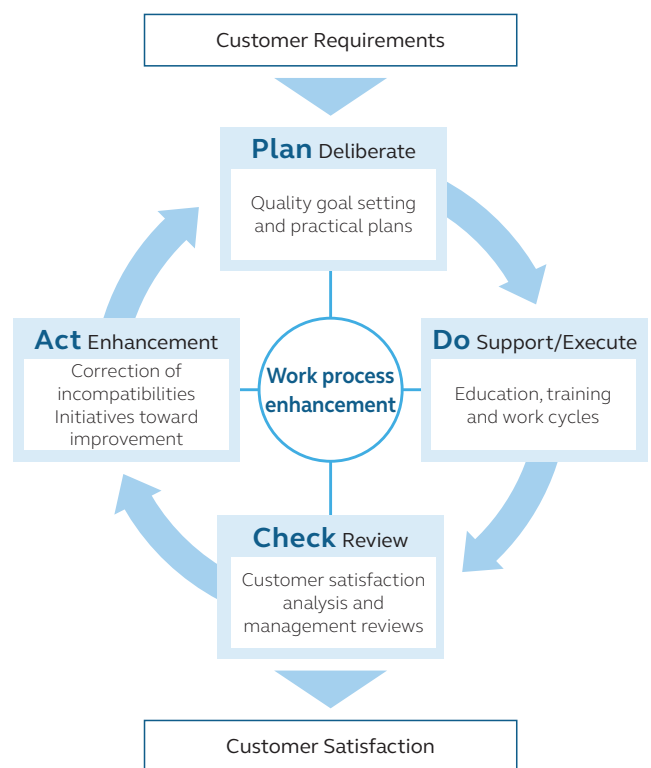 Customer Requirements
Plan Deliberate
Quality goal setting
and practical plans
Act Enhancement
Correction of
incompatibilities
Initiatives toward
improvement
Work process
enhancement
Do Support/Execute
Education, training
and work cycles
Check Review
Customer satisfaction
analysis and
management reviews
Customer Satisfaction